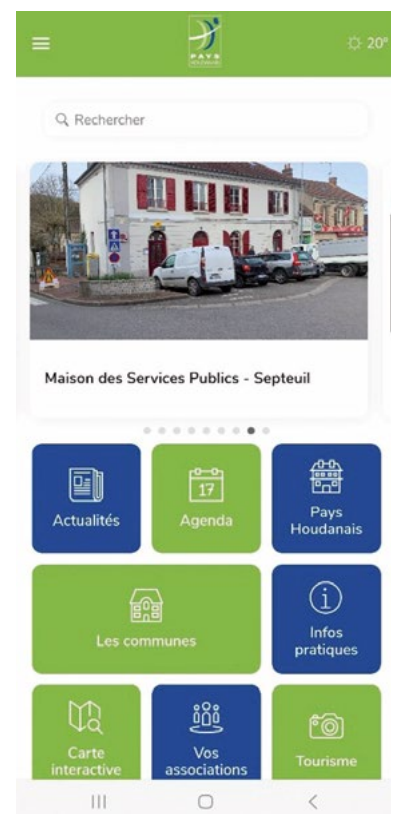 PAYS
HOUDANAIS
20°
Rechercher
Maison des Services Publics - Septeuil
Actualités
17
Agenda
Pays
Houdanais
Les communes
Infos
pratiques
Carte
interactive
Vos
associations
Tourisme